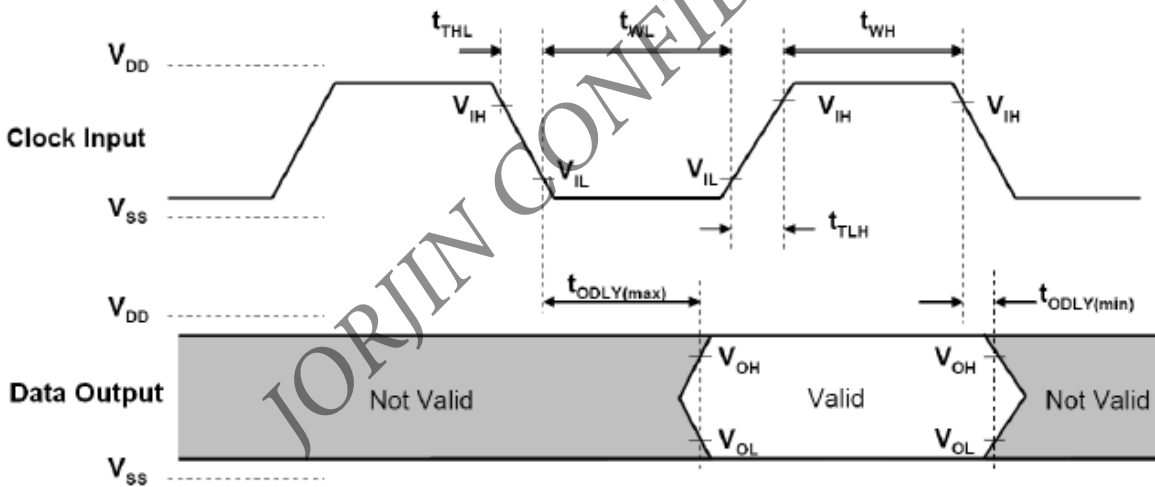 tTHL
tWL
tWH
VDD
VIH
VIH
VIH
Clock Input
VIL
VIL
VSS
tTLH
tODLY(max)
tODLY(min)
VDD
VOH
VOH
Data Output
Not Valid
Valid
Not Valid
VOL
VOL
VSS
JORJIN CONFI